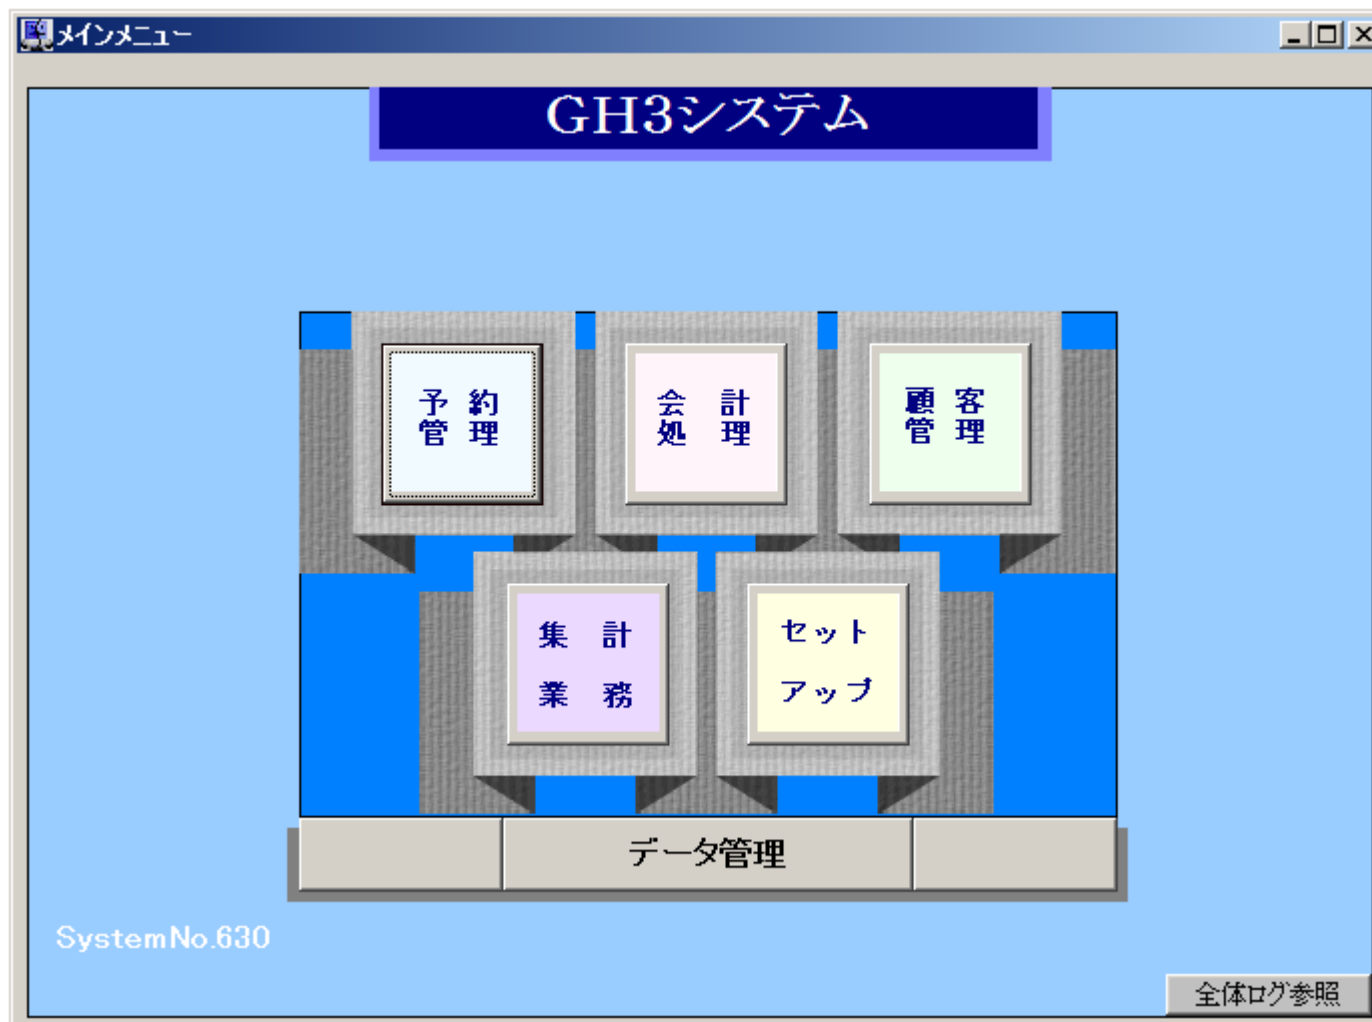 メインメニュー
GH3システム
予約
管理
会計
処理
顧客
管理
集計
業務
セット
アップ
データ管理
SystemNo.630
全体ログ参照